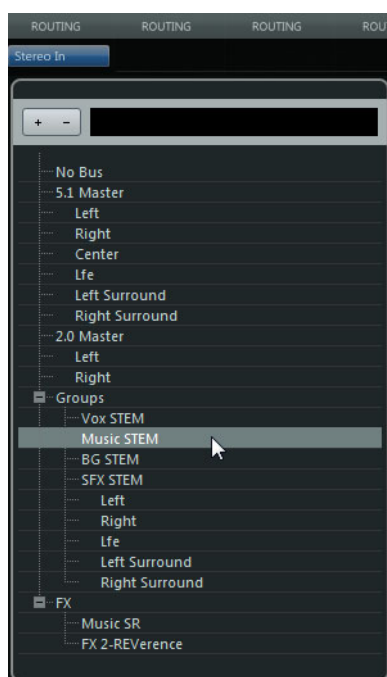 ROUTING ROUTING ROUTING ROU
Stereo In
+ -
No Bus
5.1 Master
Left
Right
Center
Lfe
Left Surround
Right Surround
2.0 Master
Left
Right
Groups
Vox STEM
Music STEM
BG STEM
SFX STEM
Left
Right
Lfe
Left Surround
Right Surround
FX
Music SR
FX 2-REVerence